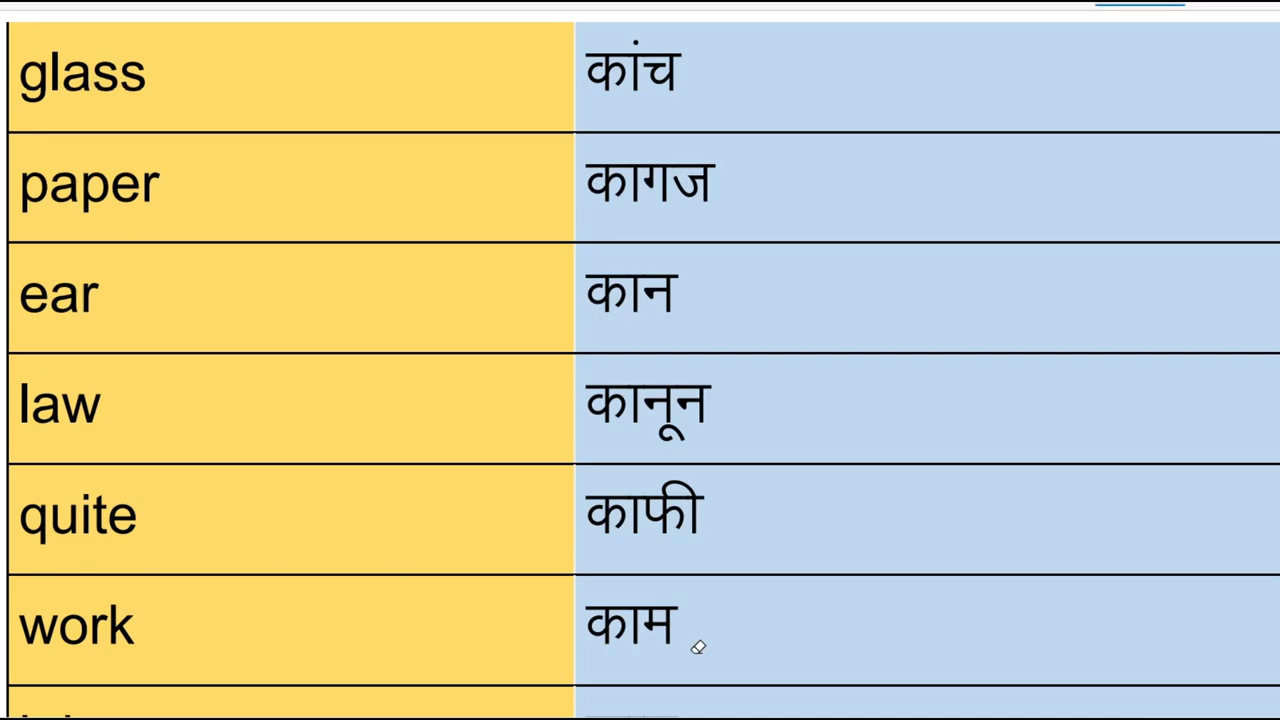 glass कांच
paper कागज
ear कान
law कानून
quite काफी
work काम